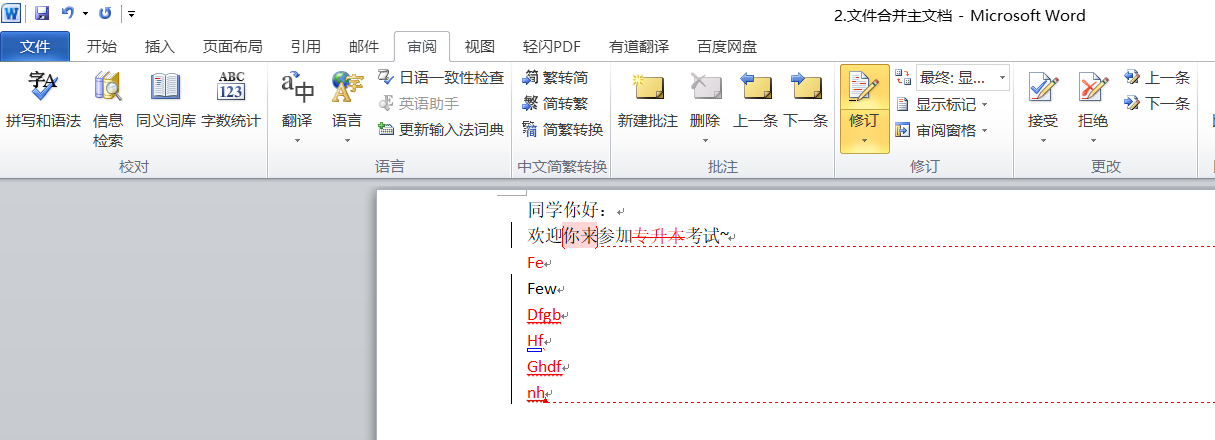 2.文件合并主文档 - Microsoft Word
文件 开始 插入 页面布局 引用 邮件 审阅 视图 轻闪PDF 有道翻译 百度网盘
字A
拼写和语法
信息检索
同义词库
ABC
123
字数统计
校对
a中
翻译
语言
日语一致性检查
英语助手
更新输入法词典
语言
繁转简
简转繁
简繁转换
中文简繁转换
新建批注
删除
上一条
下一条
批注
修订
最终: 显...
显示标记
审阅窗格
修订
接受
拒绝
上一条
下一条
更改
同学你好：
欢迎你来参加专升本考试~
Fe
Few
Dfgb
Hf
Ghdf
nh